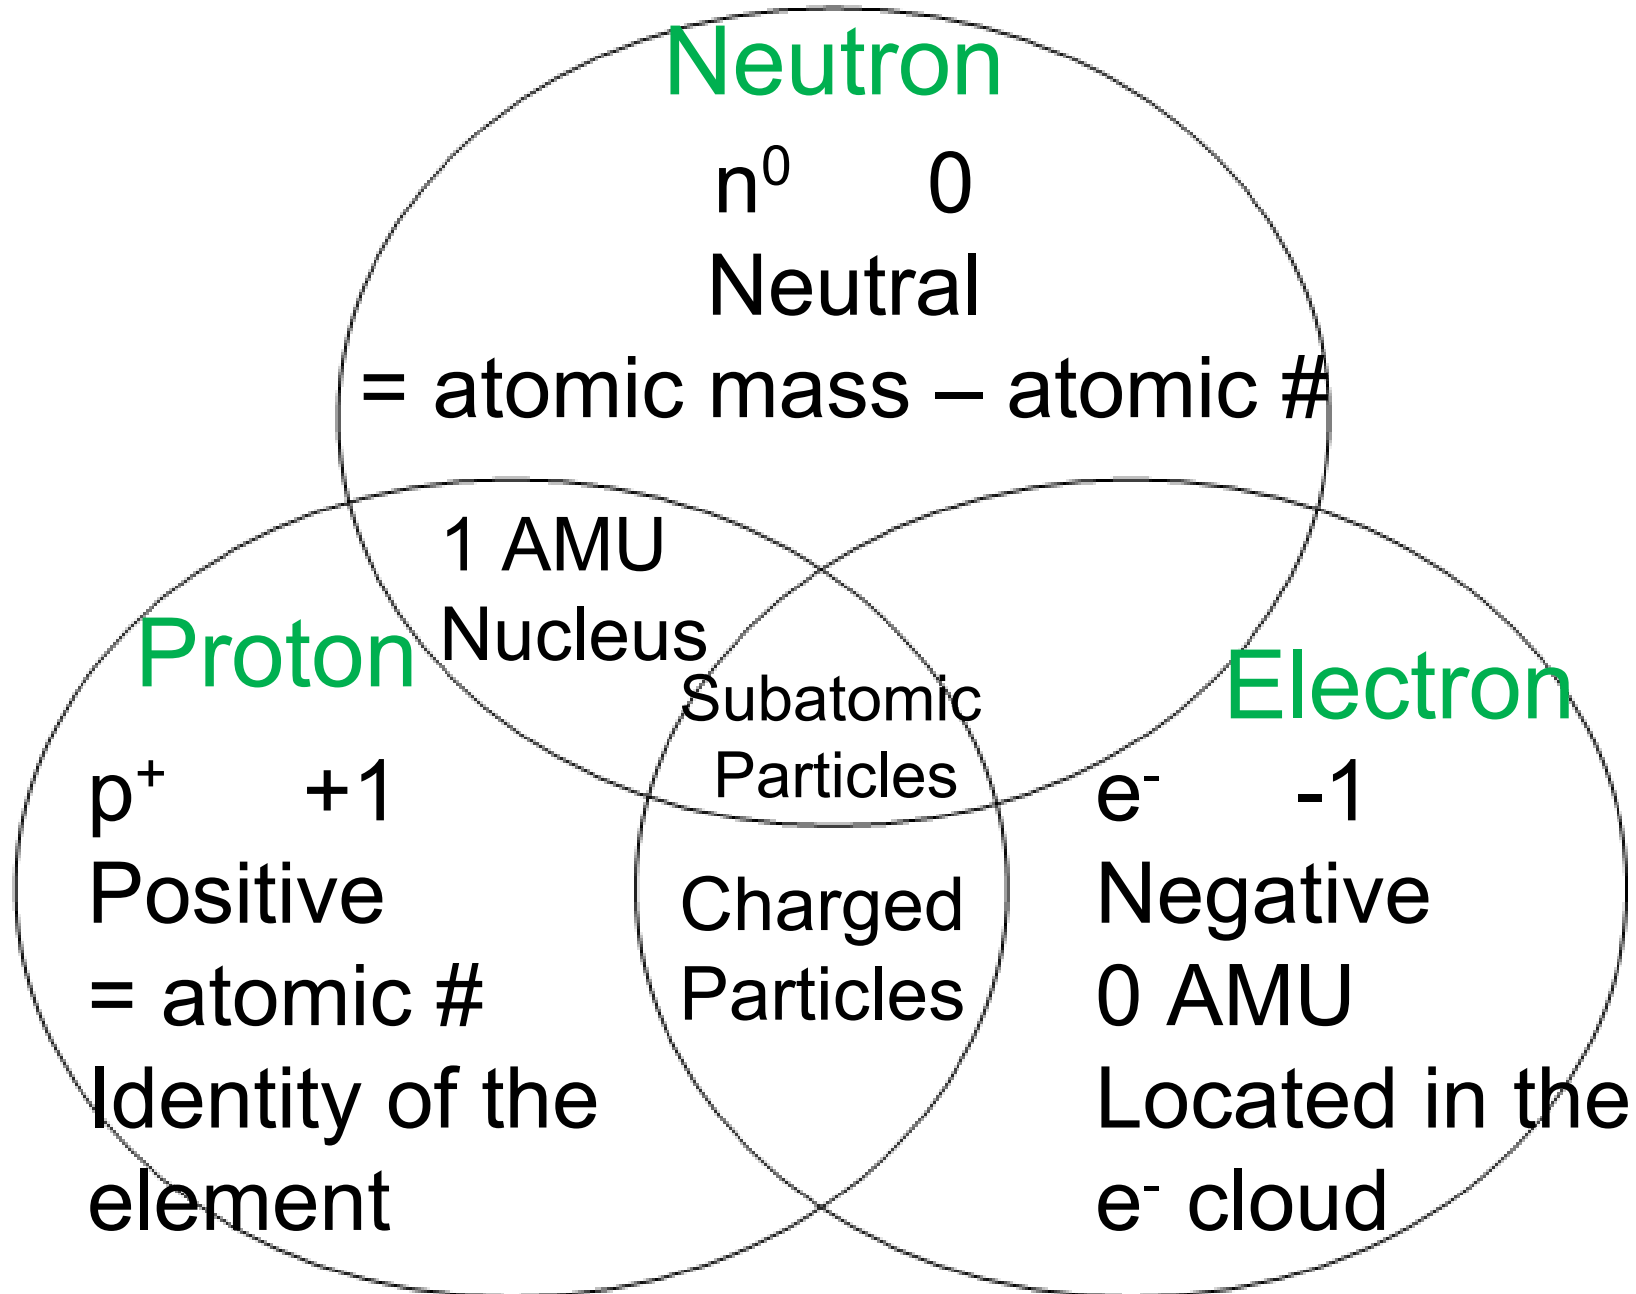 Neutron
n⁰ 0
Neutral
= atomic mass – atomic #
1 AMU
Nucleus
Subatomic
Particles
Proton
p⁺ +1
Positive
= atomic #
Identity of the
element
Charged
Particles
Electron
e⁻ -1
Negative
0 AMU
Located in the
e⁻ cloud